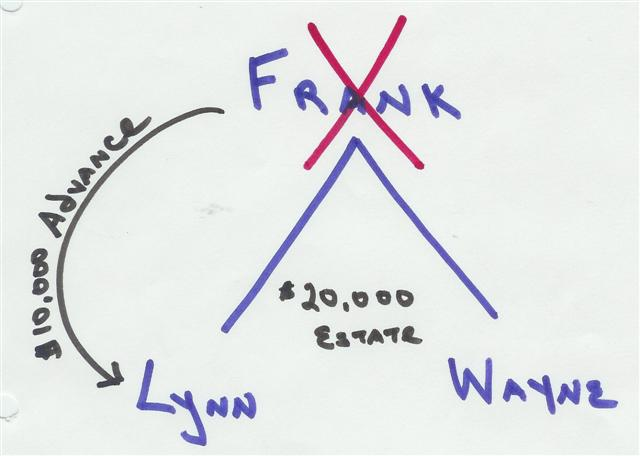 FRANK
$10,000 ADVANCE
$20,000
ESTATE
LYNN
WAYNE